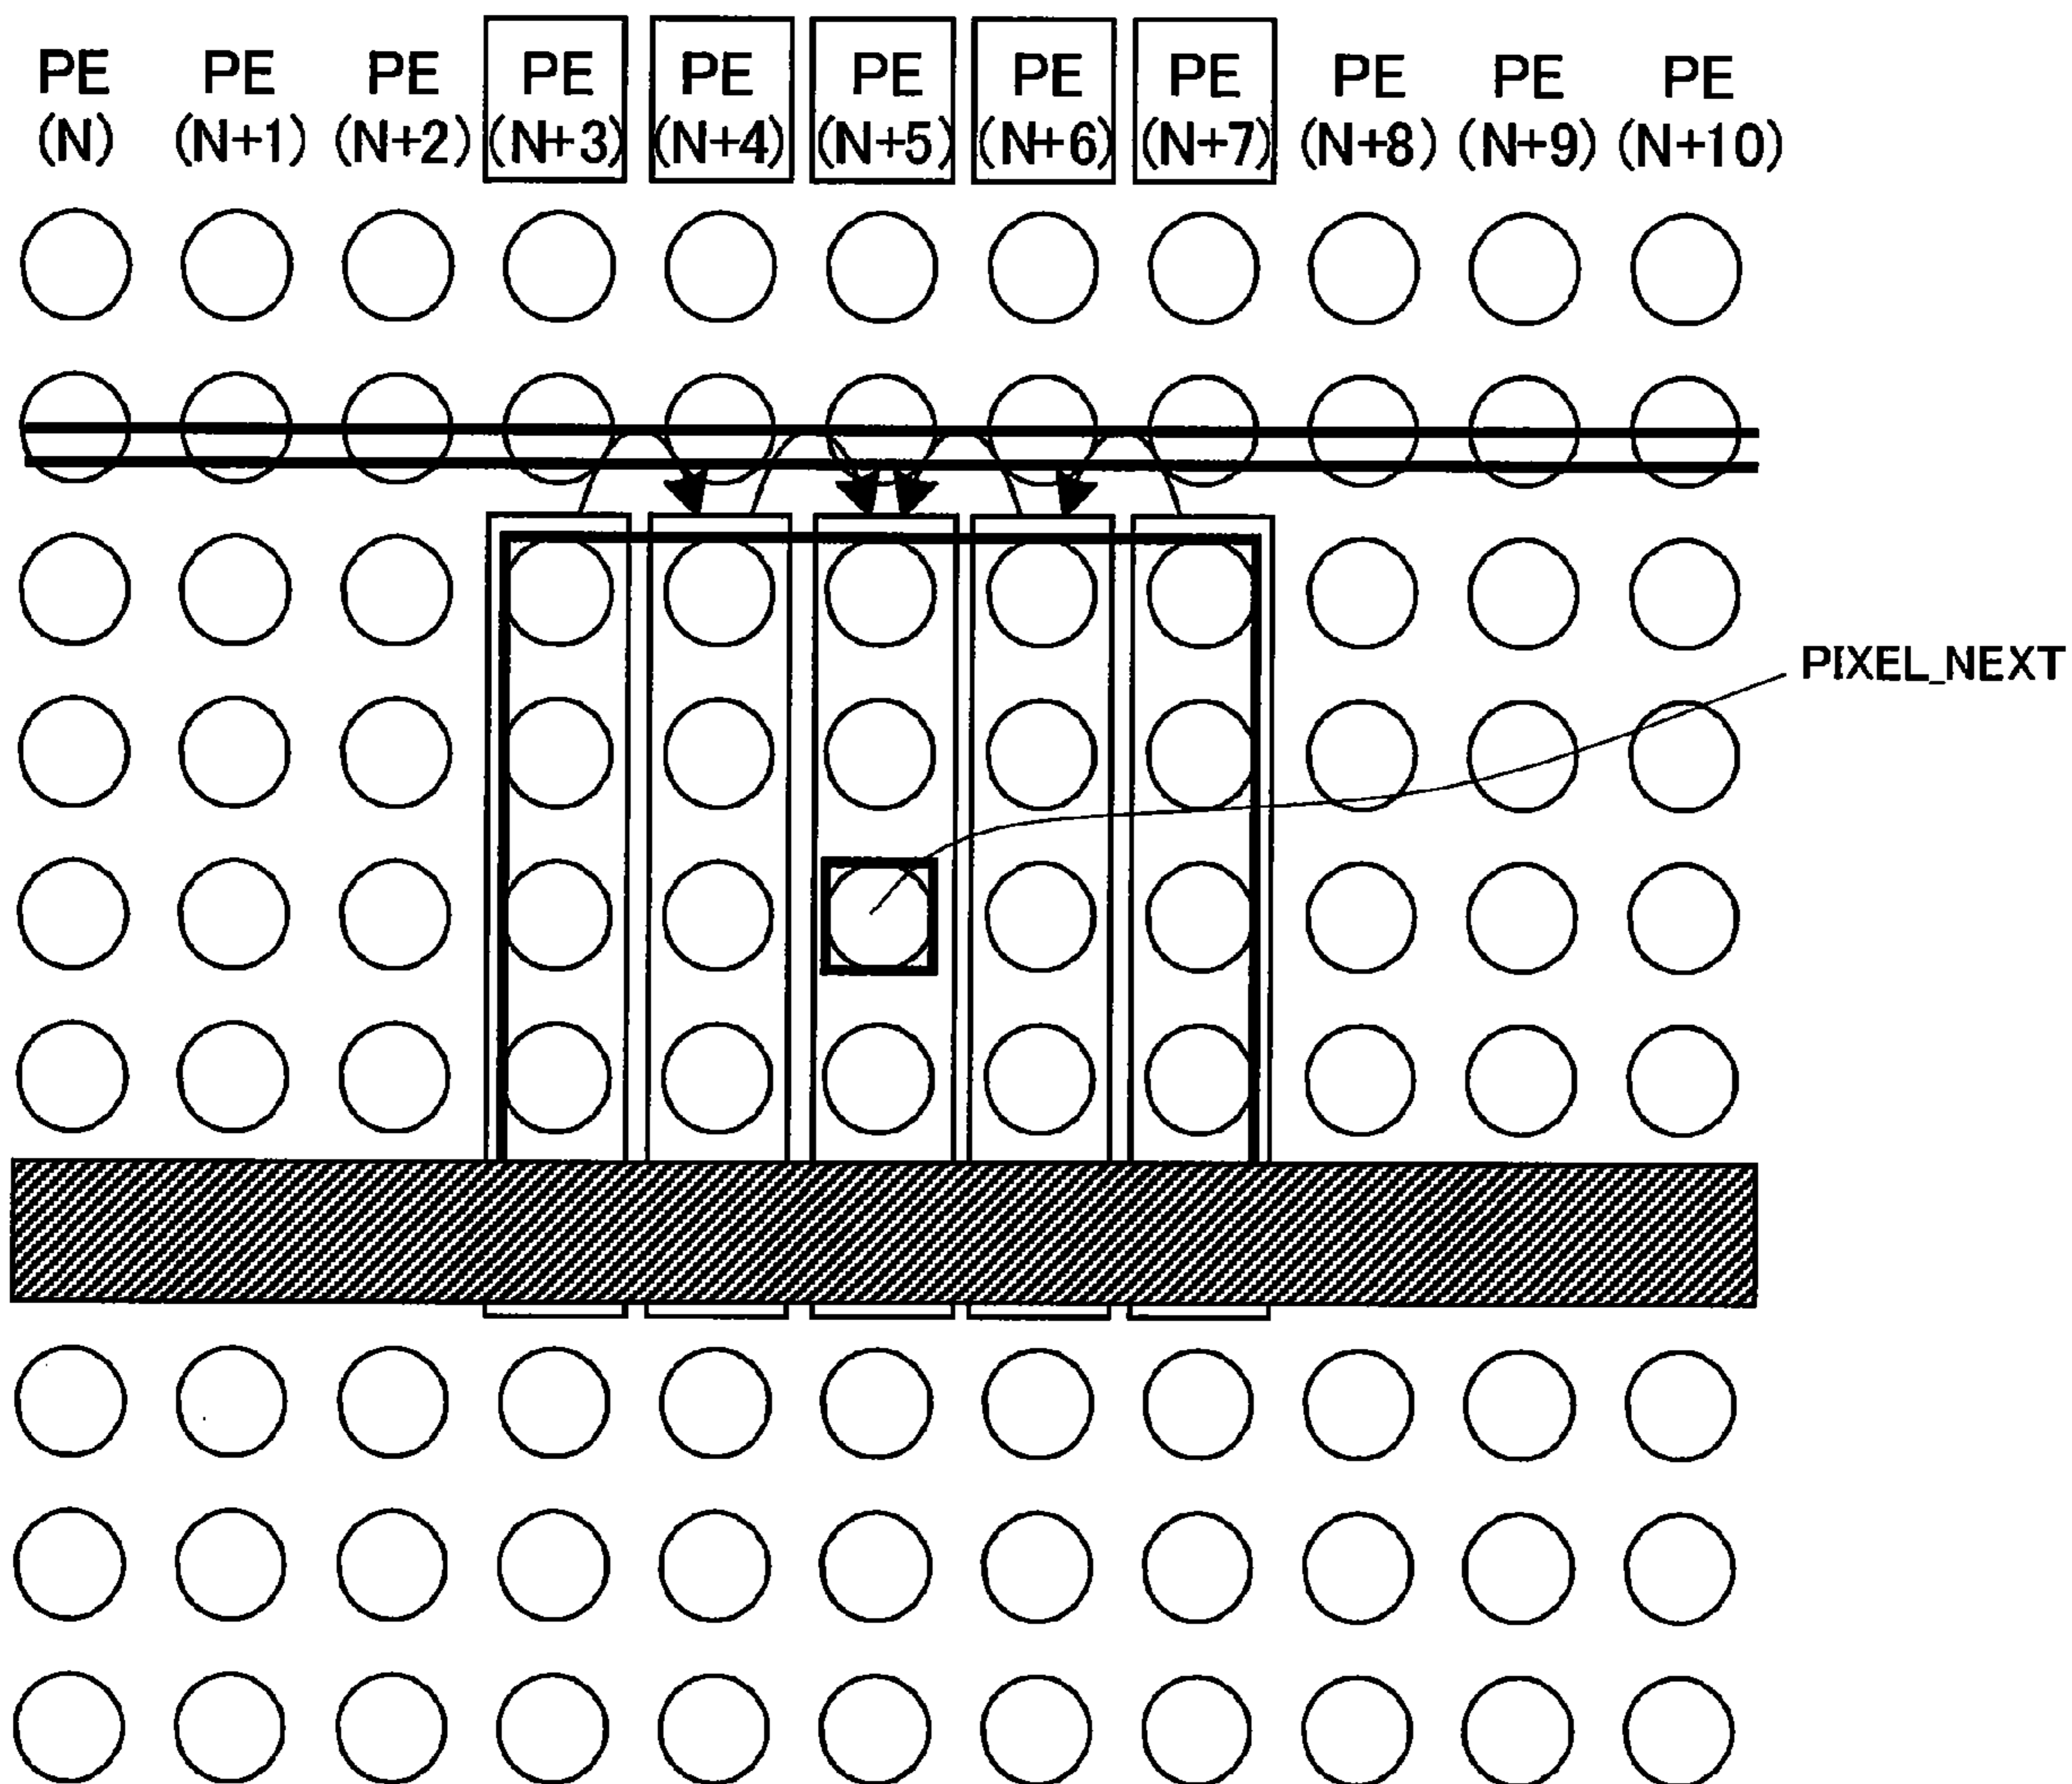 PE PE PE PE PE PE PE PE PE PE PE
(N) (N+1) (N+2) (N+3) (N+4) (N+5) (N+6) (N+7) (N+8) (N+9) (N+10)
PIXEL_NEXT